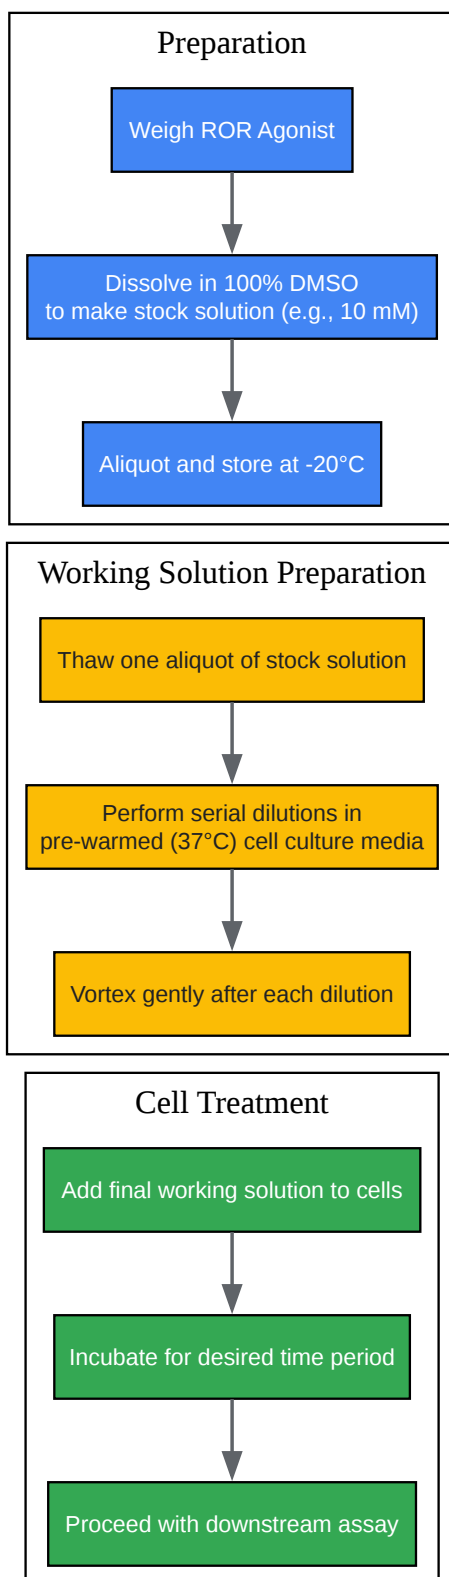 Preparation
Weigh ROR Agonist
Dissolve in 100% DMSO
to make stock solution (e.g., 10 mM)
Aliquot and store at -20°C
Working Solution Preparation
Thaw one aliquot of stock solution
Perform serial dilutions in
pre-warmed (37°C) cell culture media
Vortex gently after each dilution
Cell Treatment
Add final working solution to cells
Incubate for desired time period
Proceed with downstream assay